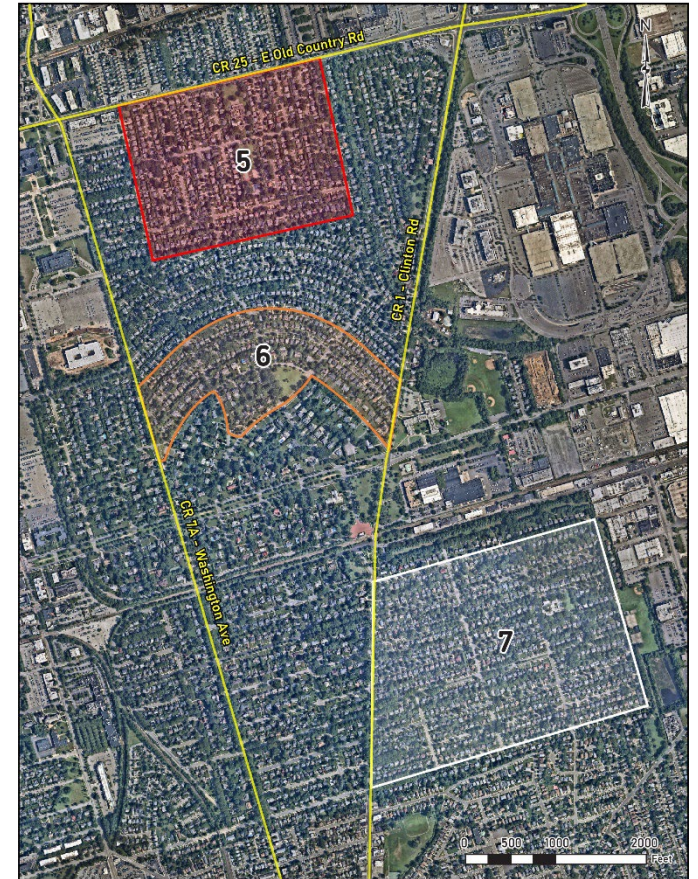 N
CR 25 - E Old Country Rd
5
CR 1 - Clinton Rd
6
CR 7A - Washington Ave
7
0 500 1000 2000
Feet